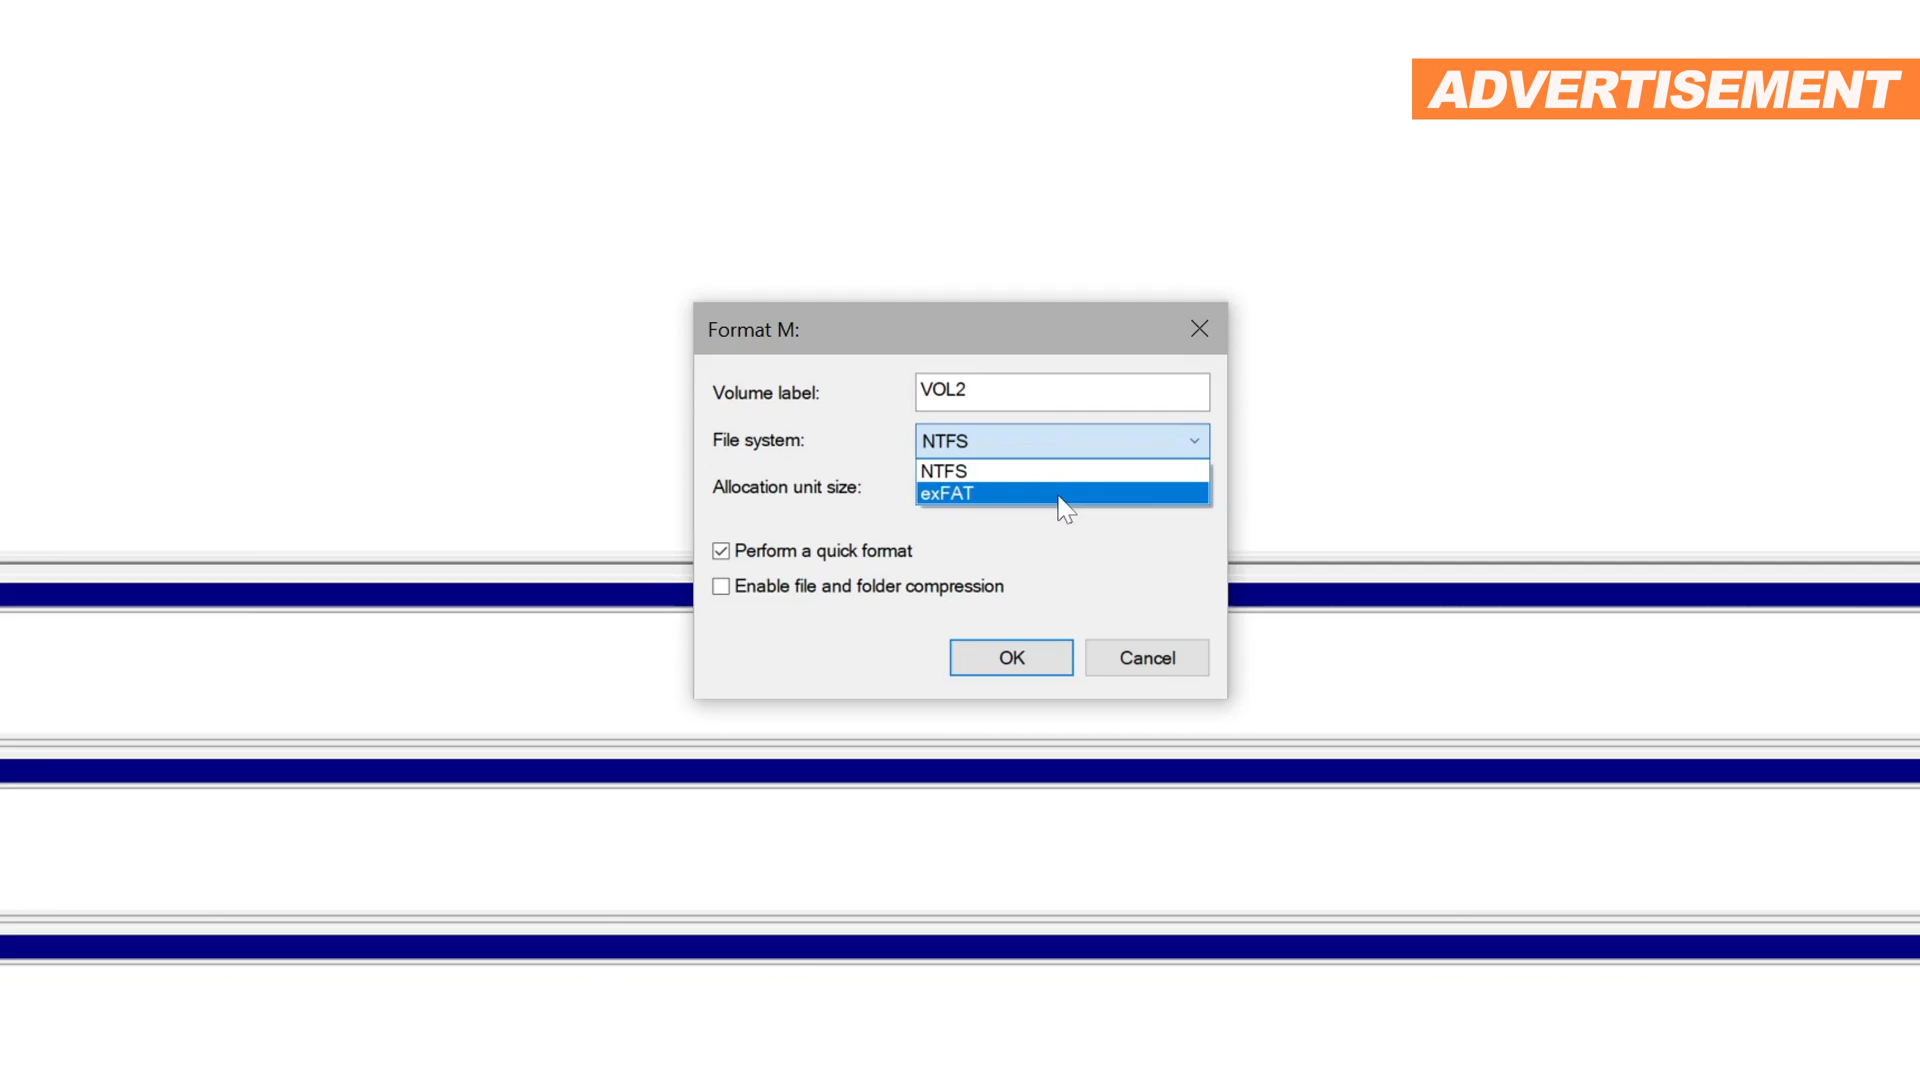 ADVERTISEMENT
Format M:
Volume label:
VOL2
File system:
NTFS
NTFS
Allocation unit size:
exFAT
Perform a quick format
Enable file and folder compression
OK
Cancel